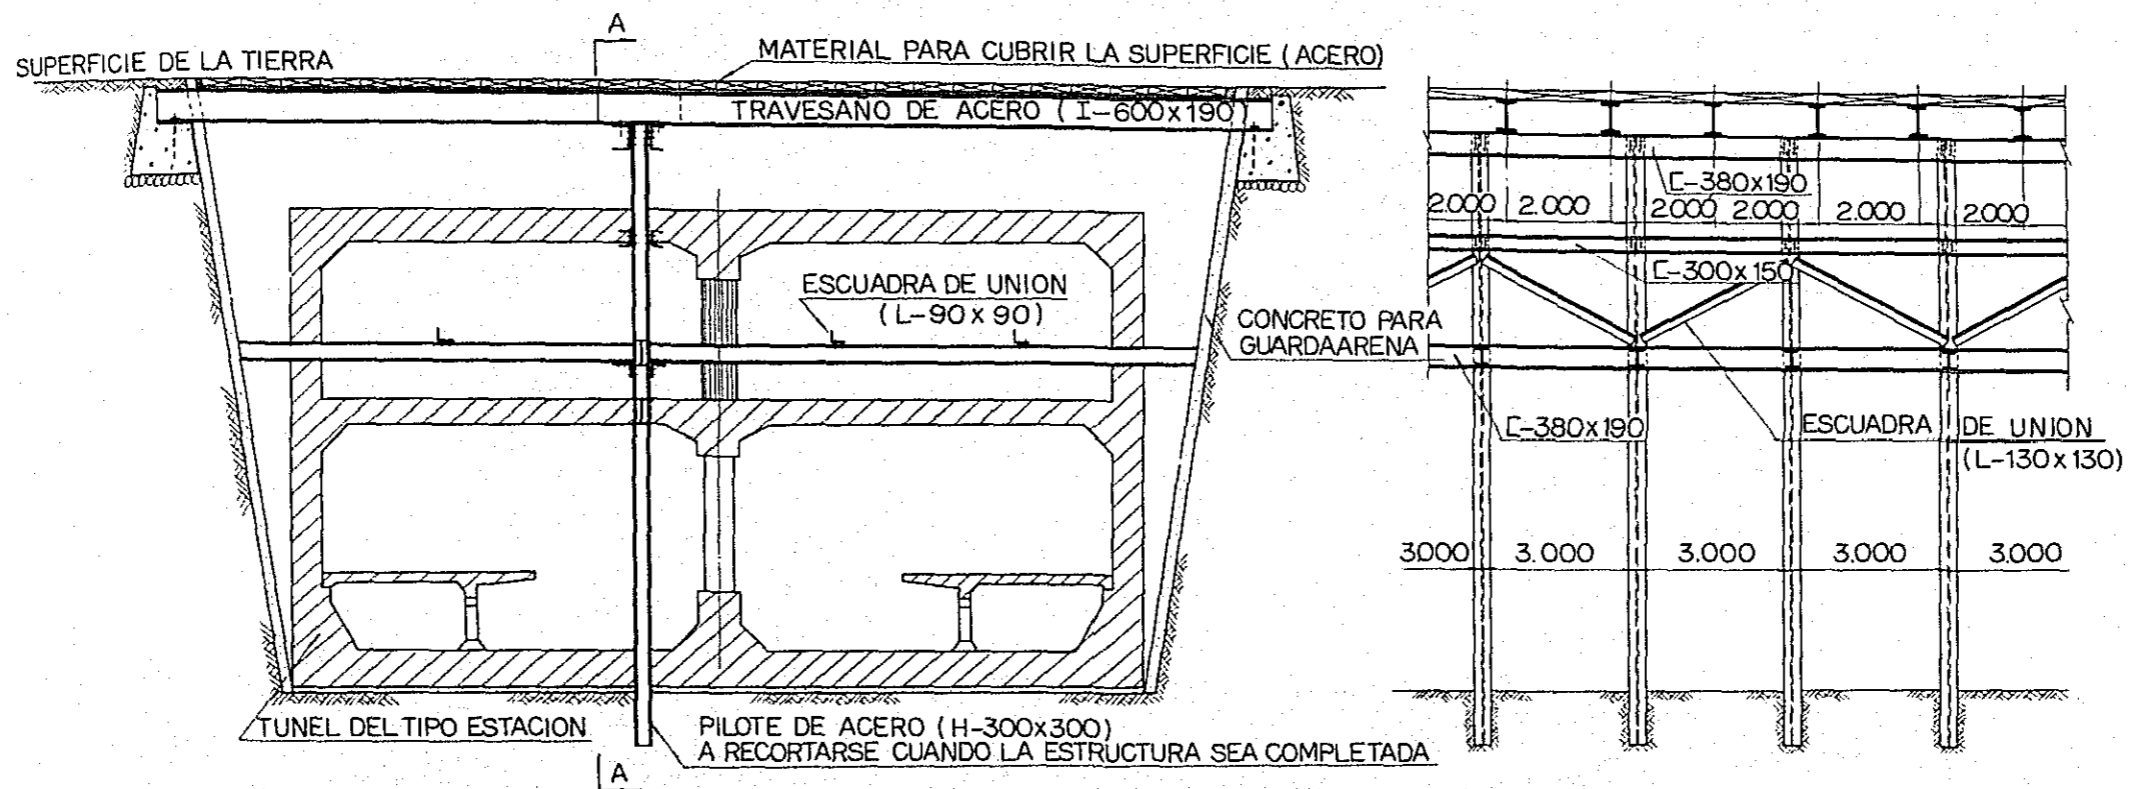 A
SUPERFICIE DE LA TIERRA
MATERIAL PARA CUBRIR LA SUPERFICIE (ACERO)
TRAVESANO DE ACERO (I-600x190)
ESCUADRA DE UNION
(L-90x90)
CONCRETO PARA
GUARDAARENA
TUNEL DEL TIPO ESTACION
PILOTE DE ACERO (H-300x300)
A RECORTARSE CUANDO LA ESTRUCTURA SEA COMPLETADA
A
[-380x190
2.000 2.000 2.000 2.000 2.000 2.000
[-300x150
[-380x190
ESCUADRA DE UNION
(L-130x130)
3.000 3.000 3.000 3.000 3.000